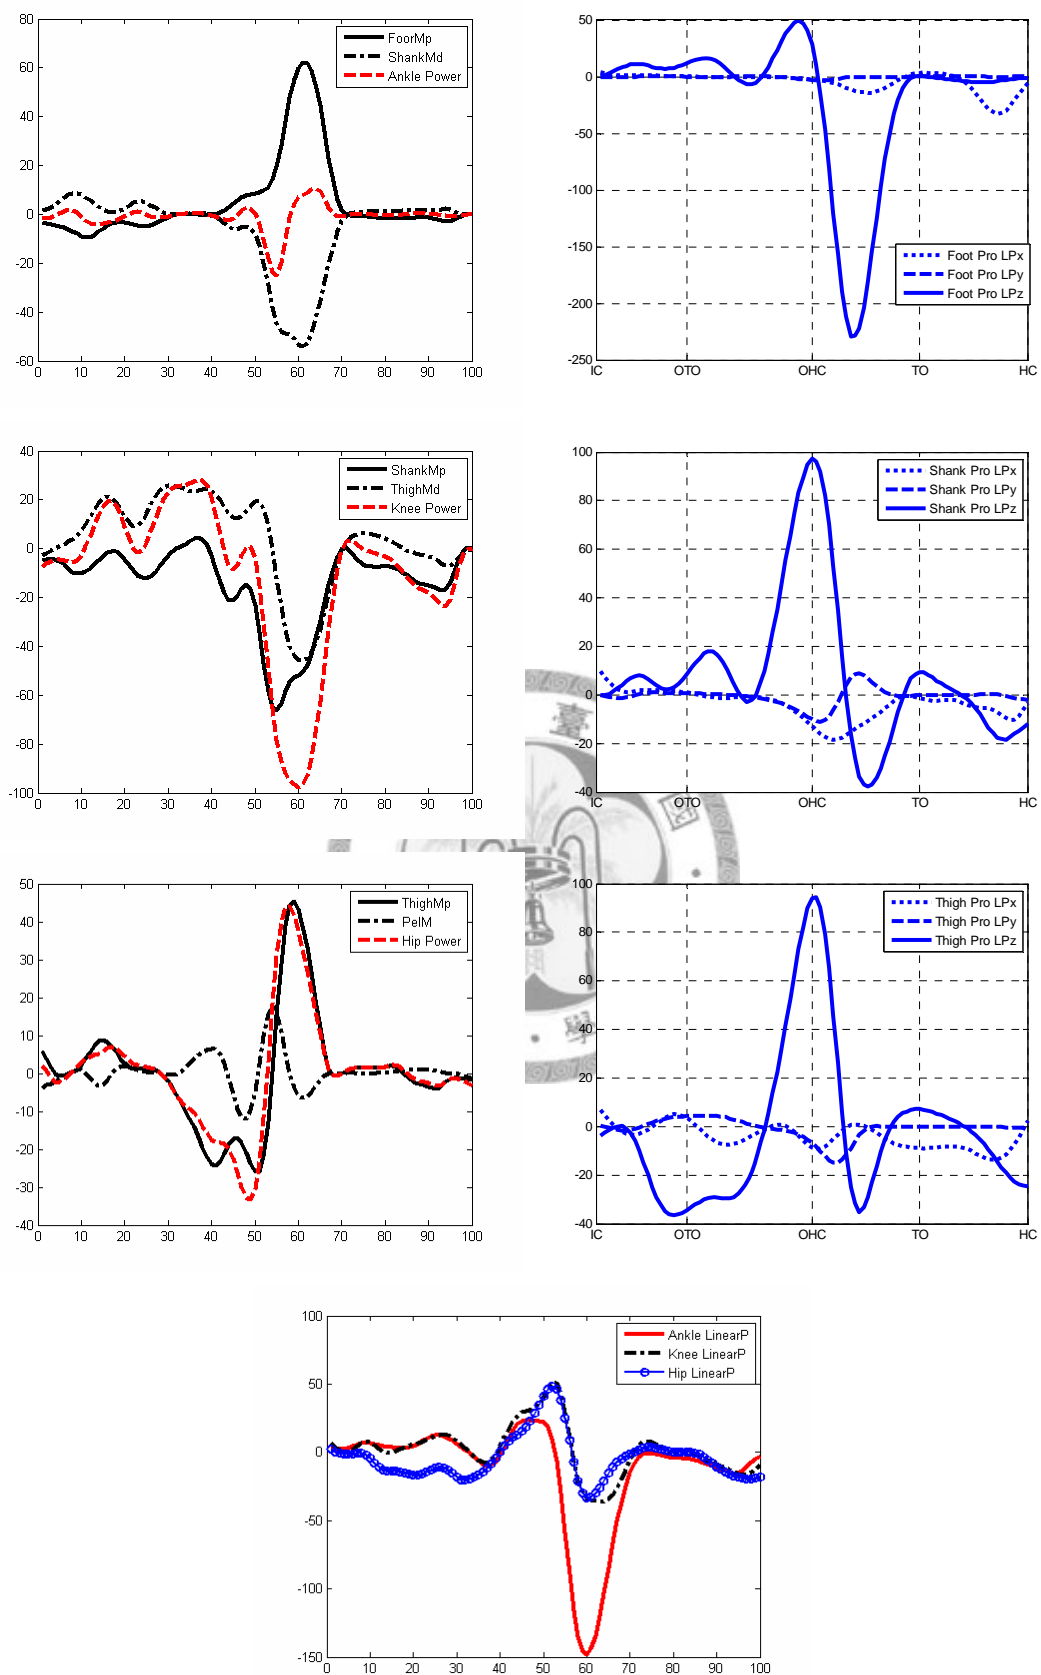 80
60
40
20
0
-20
-40
-60
0 10 20 30 40 50 60 70 80 90 100
FoorMp
ShankMd
Ankle Power
50
0
-50
-100
-150
-200
-250
IC OTO OHC TO HC
Foot Pro LPx
Foot Pro LPy
Foot Pro LPz
40
20
0
-20
-40
-60
-80
-100
0 10 20 30 40 50 60 70 80 90 100
ShankMp
ThighMd
Knee Power
100
80
60
40
20
0
-20
-40
IC OTO OHC TO HC
Shank Pro LPx
Shank Pro LPy
Shank Pro LPz
臺
學
50
40
30
20
10
0
-10
-20
-30
-40
0 10 20 30 40 50 60 70 80 90 100
ThighMp
PelM
Hip Power
100
80
60
40
20
0
-20
-40
IC OTO OHC TO HC
Thigh Pro LPx
Thigh Pro LPy
Thigh Pro LPz
100
50
0
-50
-100
-150
0 10 20 30 40 50 60 70 80 90 100
Ankle LinearP
Knee LinearP
Hip LinearP